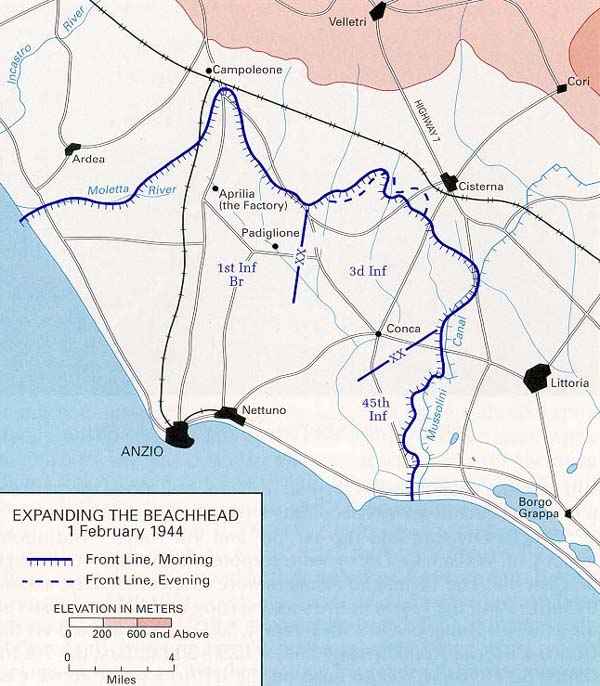 Velletri
River
Incastro
Campoleone
Cori
HIGHWAY 7
Ardea
Moletta River
Aprilia
(the Factory)
Cisterna
Padiglione
XX
1st Inf
Br
3d Inf
Conca
Canal
XX
Littoria
45th
Inf
Mussolini
Nettuno
ANZIO
Borgo
Grappa
EXPANDING THE BEACHHEAD
1 February 1944
Front Line, Morning
Front Line, Evening
ELEVATION IN METERS
0 200 600 and Above
0 4
Miles